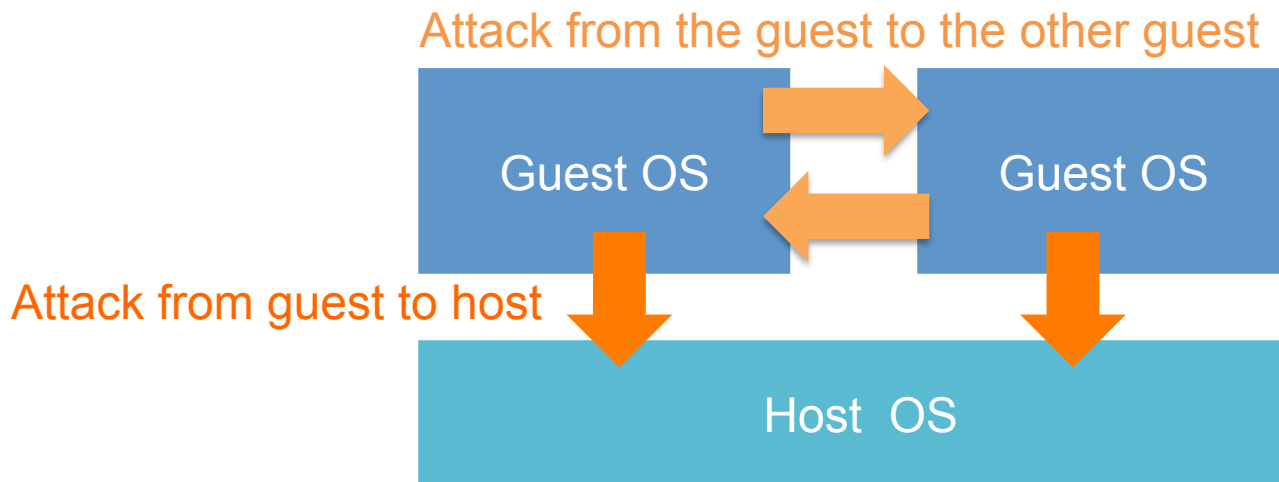 Attack from the guest to the other guest
Guest OS
Guest OS
Attack from guest to host
Host OS